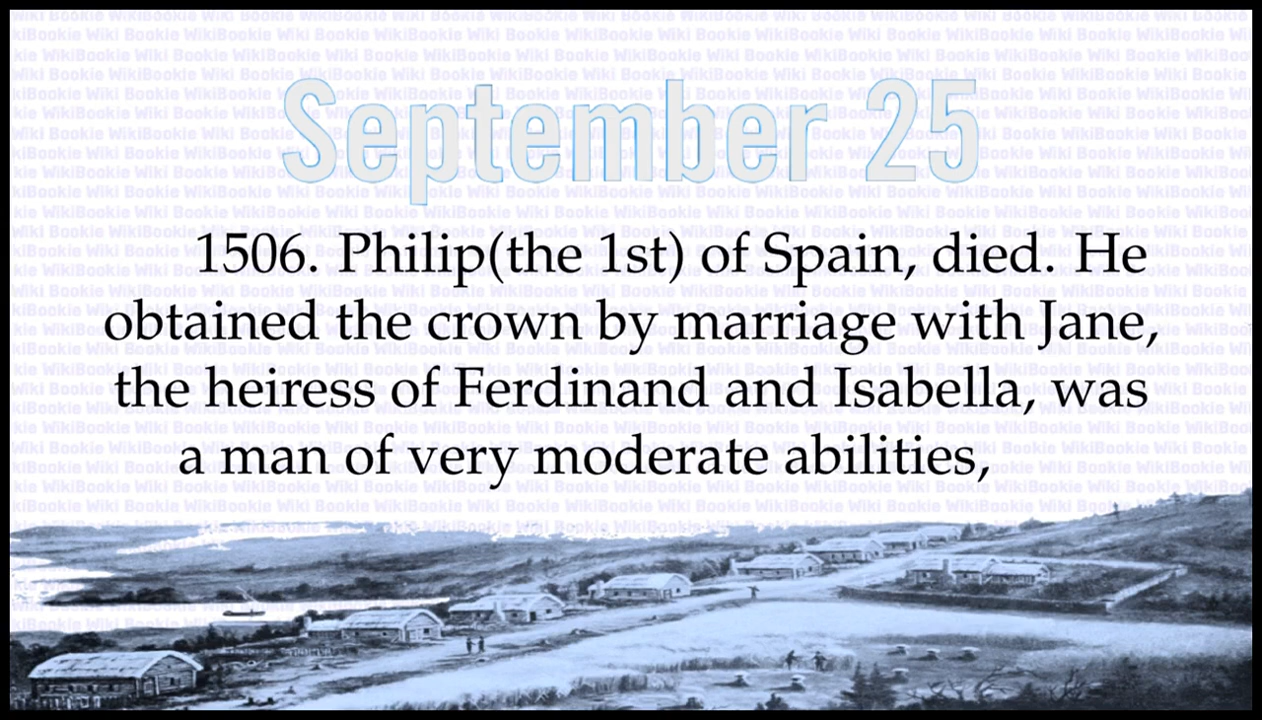 September 25
1506. Philip(the 1st) of Spain, died. He
obtained the crown by marriage with Jane,
the heiress of Ferdinand and Isabella, was
a man of very moderate abilities,